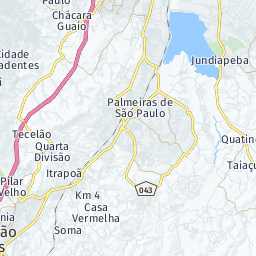 Paulo
Chácara
Guaio
Jundiapeba
Cidade
adentes
Palmeiras de
São Paulo
Tecelão
Quarta
Divisão
Quatin
Taiaçu
Itrapoã
Pilar
Velho
Km 4
043
Casa
Vermelha
Soma
nia
ão
s